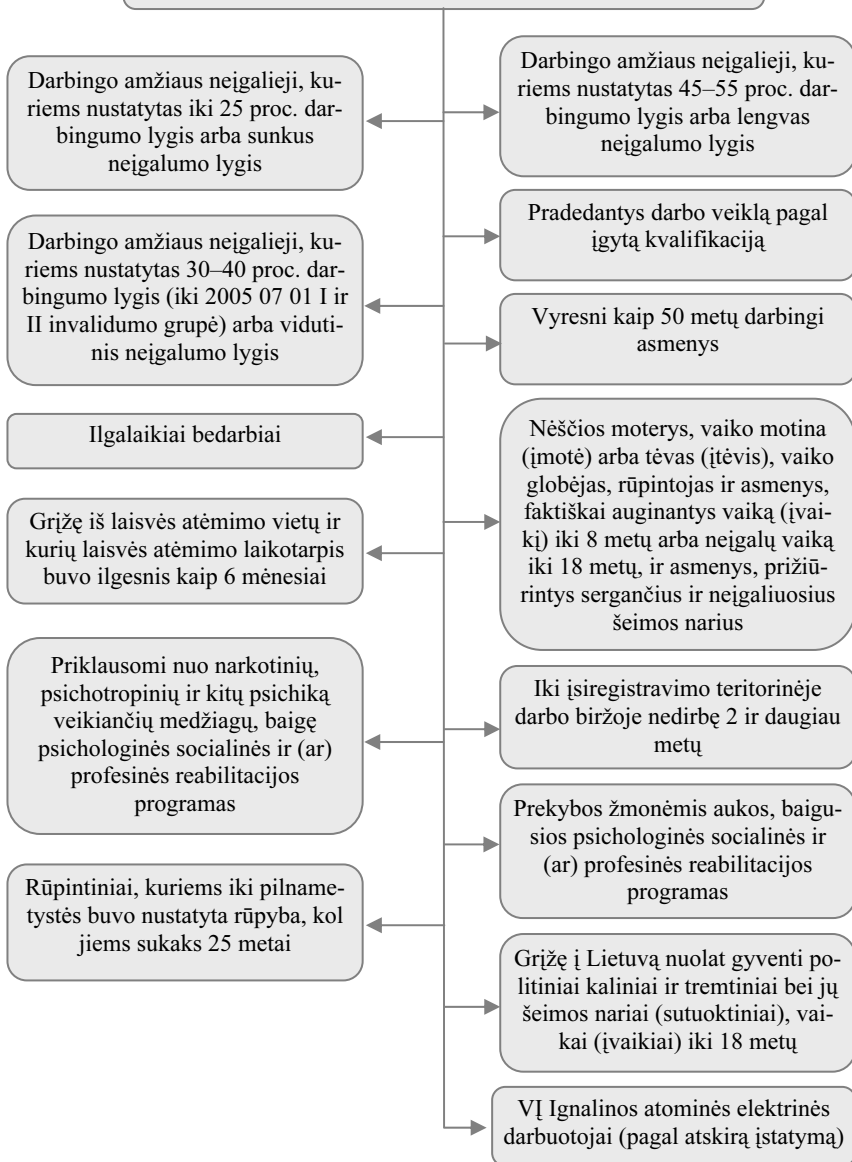 Darbingo amžiaus neįgalieji, ku-
riems nustatytas iki 25 proc. dar-
bingumo lygis arba sunkus
neįgalumo lygis
Darbingo amžiaus neįgalieji, ku-
riems nustatytas 30–40 proc. dar-
bingumo lygis (iki 2005 07 01 I ir
II invalidumo grupė) arba viduti-
nis neįgalumo lygis
Ilgalaikiai bedarbiai
Grįžę iš laisvės atėmimo vietų ir
kurių laisvės atėmimo laikotarpis
buvo ilgesnis kaip 6 mėnesiai
Priklausomi nuo narkotinių,
psichotropinių ir kitų psichiką
veikiančių medžiagų, baigę
psichologinės socialinės ir (ar)
profesinės reabilitacijos
programas
Rūpintiniai, kuriems iki pilname-
tystės buvo nustatyta rūpyba, kol
jiems sukaks 25 metai
Darbingo amžiaus neįgalieji, ku-
riems nustatytas 45–55 proc. dar-
bingumo lygis arba lengvas
neįgalumo lygis
Pradedantys darbo veiklą pagal
įgytą kvalifikaciją
Vyresni kaip 50 metų darbingi
asmenys
Nėščios moterys, vaiko motina
(įmotė) arba tėvas (įtėvis), vaiko
globėjas, rūpintojas ir asmenys,
faktiškai auginantys vaiką (įvai-
kį) iki 8 metų arba neįgalų vaiką
iki 18 metų, ir asmenys, prižiū-
rintys sergančius ir neįgaliuosius
šeimos narius
Iki įsiregistravimo teritorinėje
darbo biržoje nedirbę 2 ir daugiau
metų
Prekybos žmonėmis aukos, baigu-
sios psichologinės socialinės ir
(ar) profesinės reabilitacijos
programas
Grįžę į Lietuvą nuolat gyventi po-
litiniai kaliniai ir tremtiniai bei jų
šeimos nariai (sutuoktiniai), vai-
kai (įvaikiai) iki 18 metų
VĮ Ignalinos atominės elektrinės
darbuotojai (pagal atskirą įstatymą)